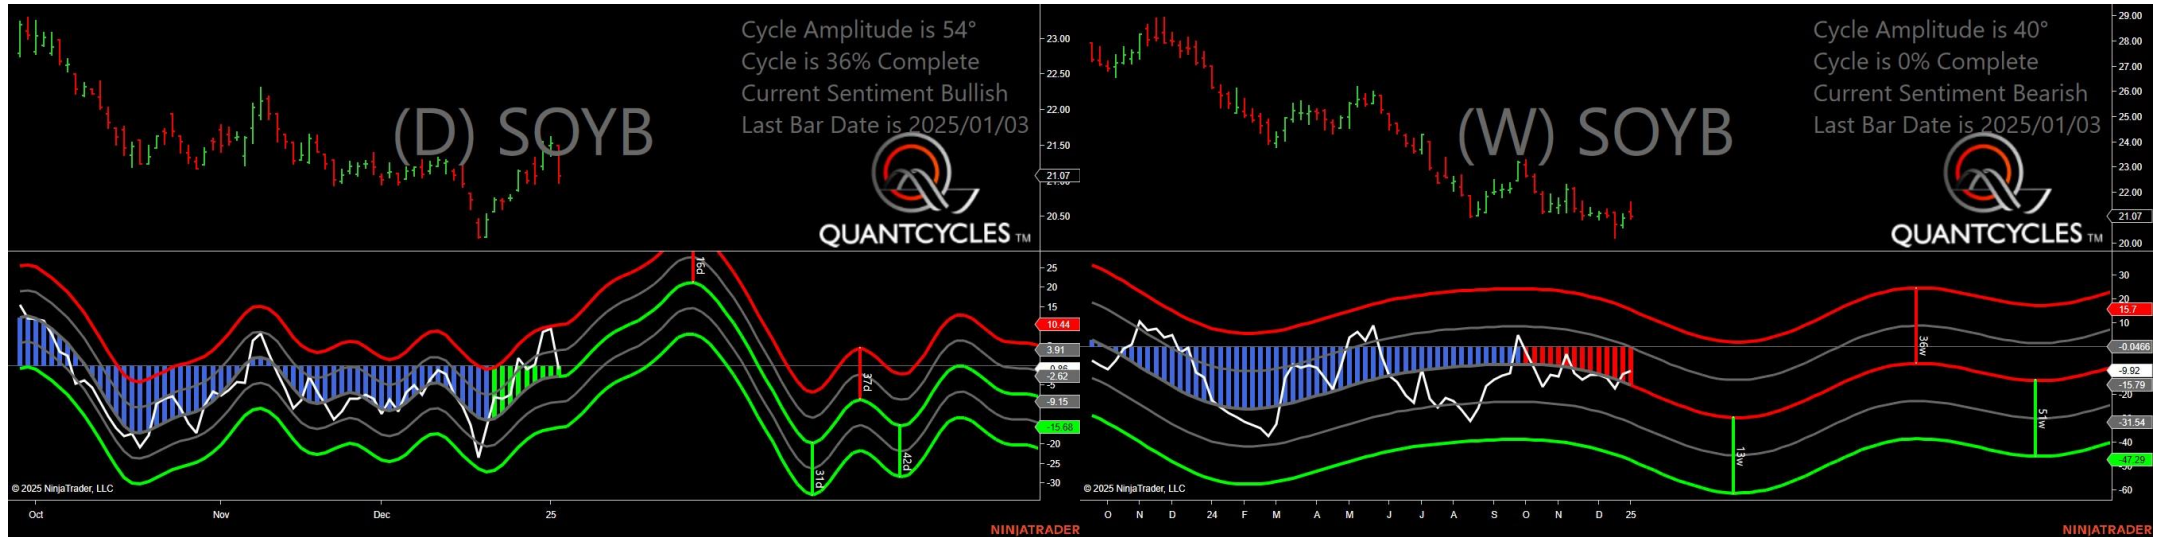 Cycle Amplitude is 54°
Cycle is 36% Complete
Current Sentiment Bullish
Last Bar Date is 2025/01/03
(D) SOYB
QUANTCYCLES TM
23.00
22.50
22.00
21.50
21.07
20.50
25
20
15
10.44
3.91
-2.62
-5
-9.15
-15.68
-20
-25
-30
16d
37d
31d
42d
© 2025 NinjaTrader, LLC
Oct Nov Dec 25
NINJATRADER
Cycle Amplitude is 40°
Cycle is 0% Complete
Current Sentiment Bearish
Last Bar Date is 2025/01/03
(W) SOYB
QUANTCYCLES TM
29.00
28.00
27.00
26.00
25.00
24.00
23.00
22.00
21.07
20.00
30
20
15.7
10
-0.0466
-9.92
-15.79
-20
-31.54
-40
-47.29
-60
36w
13w
51w
© 2025 NinjaTrader, LLC
O N D 24 F M A M J J A S O N D 25
NINJATRADER